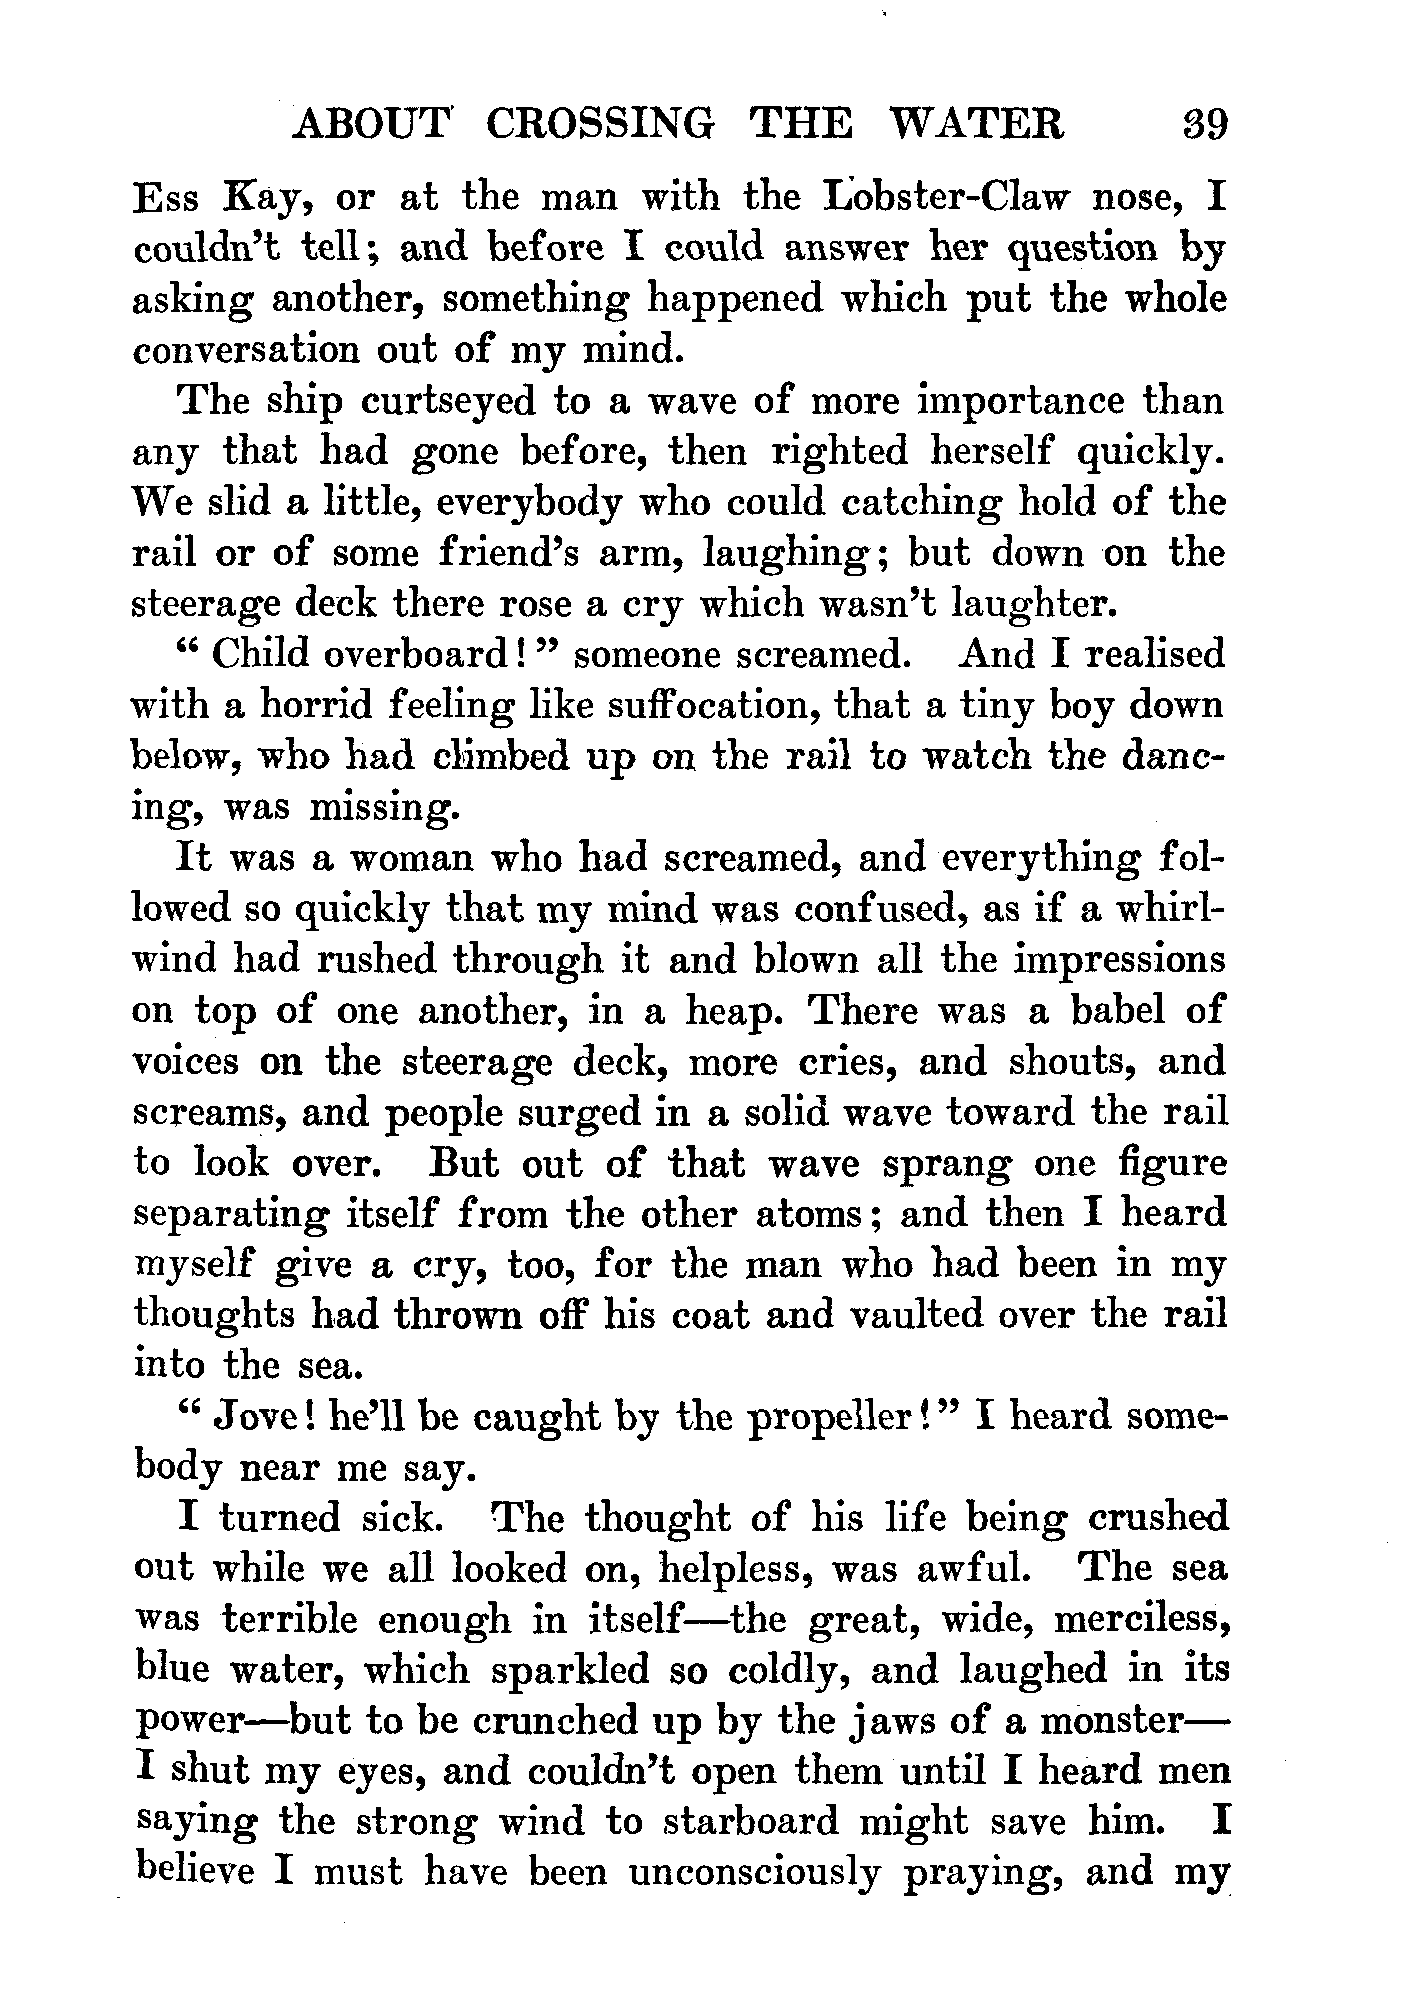 ABOUT CROSSING THE WATER 39
Ess Kay, or at the man with the Lobster-Claw nose, I
couldn't tell; and before I could answer her question by
asking another, something happened which put the whole
conversation out of my mind.
The ship curtseyed to a wave of more importance than
any that had gone before, then righted herself quickly.
We slid a little, everybody who could catching hold of the
rail or of some friend's arm, laughing; but down on the
steerage deck there rose a cry which wasn't laughter.
"Child overboard!" someone screamed. And I realised
with a horrid feeling like suffocation, that a tiny boy down
below, who had climbed up on the rail to watch the danc-
ing, was missing.
It was a woman who had screamed, and everything fol-
lowed so quickly that my mind was confused, as if a whirl-
wind had rushed through it and blown all the impressions
on top of one another, in a heap. There was a babel of
voices on the steerage deck, more cries, and shouts, and
screams, and people surged in a solid wave toward the rail
to look over. But out of that wave sprang one figure
separating itself from the other atoms; and then I heard
myself give a cry, too, for the man who had been in my
thoughts had thrown off his coat and vaulted over the rail
into the sea.
"Jove! he'll be caught by the propeller!" I heard some-
body near me say.
I turned sick. The thought of his life being crushed
out while we all looked on, helpless, was awful. The sea
was terrible enough in itself—the great, wide, merciless,
blue water, which sparkled so coldly, and laughed in its
power—but to be crunched up by the jaws of a monster—
I shut my eyes, and couldn't open them until I heard men
saying the strong wind to starboard might save him. I
believe I must have been unconsciously praying, and my